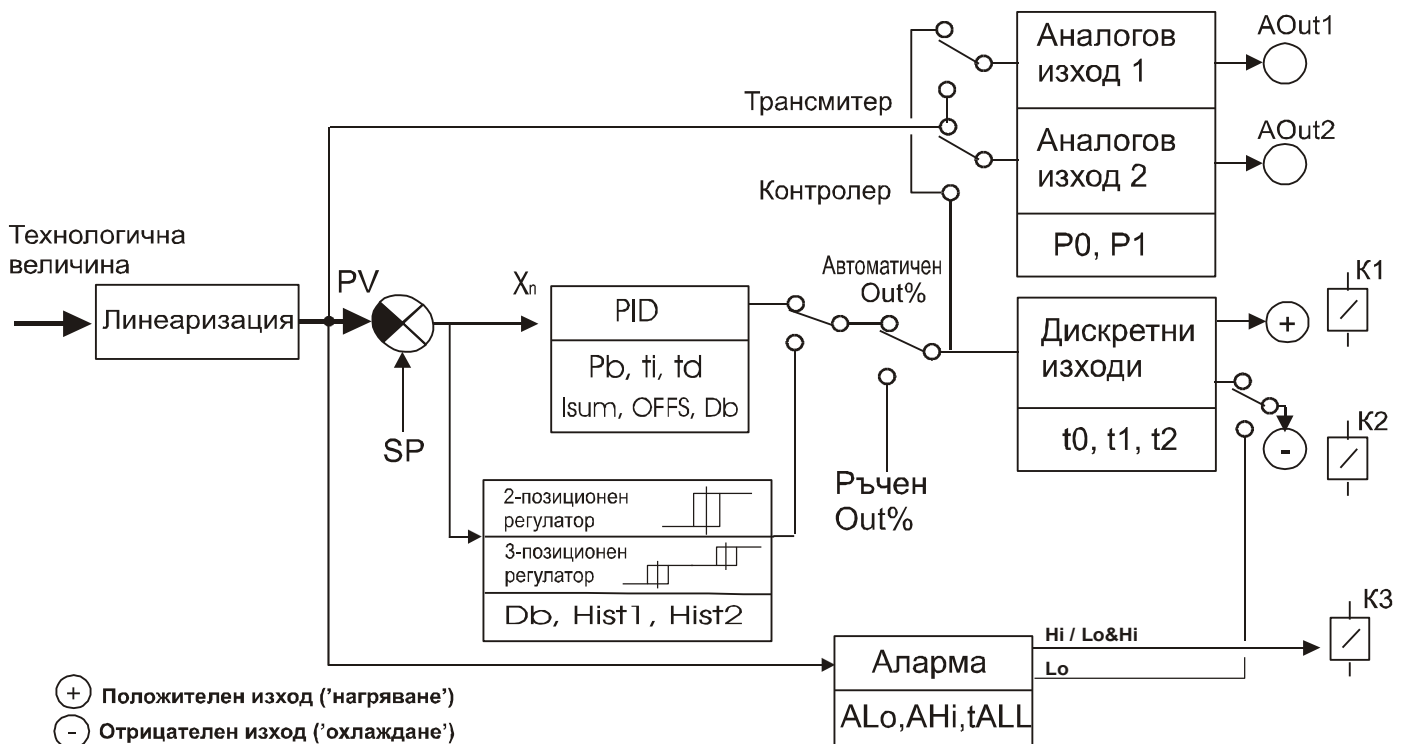 Аналогов
изход 1
AOut1
Трансмитер
Аналогов
изход 2
AOut2
Контролер
P0, P1
Технологична
величина
PV
Линеаризация
SP
Xn
PID
Pb, ti, td
Isum, OFFS, Db
Автоматичен
Out%
Дискретни
изходи
t0, t1, t2
+
-
K1
K2
Ръчен
Out%
2-позиционен
регулатор
3-позиционен
регулатор
Db, Hist1, Hist2
Аларма
ALo,AHi,tALL
Hi / Lo&Hi
Lo
K3
+ Положителен изход ('нагряване')
- Отрицателен изход ('охлаждане')